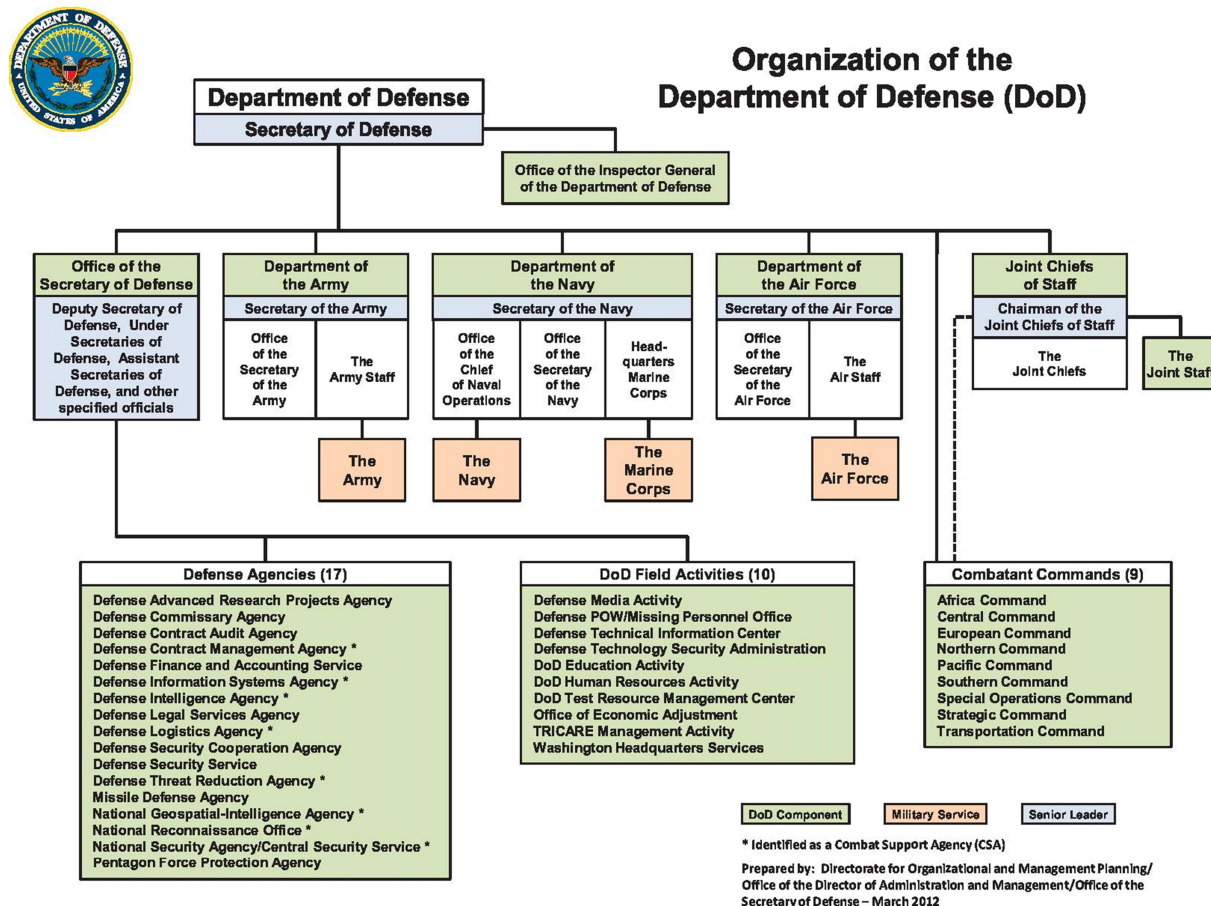 DEPARTMENT OF DEFENSE
UNITED STATES OF AMERICA
Organization of the
Department of Defense (DoD)
Department of Defense
Secretary of Defense
Office of the Inspector General
of the Department of Defense
Office of the
Secretary of Defense
Deputy Secretary of
Defense, Under
Secretaries of
Defense, Assistant
Secretaries of
Defense, and other
specified officials
Department of
the Army
Secretary of the Army
Office
of the
Secretary
of the
Army
The
Army Staff
The
Army
Department of
the Navy
Secretary of the Navy
Office
of the
Chief
of Naval
Operations
Office
of the
Secretary
of the
Navy
Head-
quarters
Marine
Corps
The
Navy
The
Marine
Corps
Department of
the Air Force
Secretary of the Air Force
Office
of the
Secretary
of the
Air Force
The
Air Staff
The
Air Force
Joint Chiefs
of Staff
Chairman of the
Joint Chiefs of Staff
The
Joint Chiefs
The
Joint Staff
Defense Agencies (17)
Defense Advanced Research Projects Agency
Defense Commissary Agency
Defense Contract Audit Agency
Defense Contract Management Agency *
Defense Finance and Accounting Service
Defense Information Systems Agency *
Defense Intelligence Agency *
Defense Legal Services Agency
Defense Logistics Agency *
Defense Security Cooperation Agency
Defense Security Service
Defense Threat Reduction Agency *
Missile Defense Agency
National Geospatial-Intelligence Agency *
National Reconnaissance Office *
National Security Agency/Central Security Service *
Pentagon Force Protection Agency
DoD Field Activities (10)
Defense Media Activity
Defense POW/Missing Personnel Office
Defense Technical Information Center
Defense Technology Security Administration
DoD Education Activity
DoD Human Resources Activity
DoD Test Resource Management Center
Office of Economic Adjustment
TRICARE Management Activity
Washington Headquarters Services
Combatant Commands (9)
Africa Command
Central Command
European Command
Northern Command
Pacific Command
Southern Command
Special Operations Command
Strategic Command
Transportation Command
DoD Component
Military Service
Senior Leader
* Identified as a Combat Support Agency (CSA)
Prepared by: Directorate for Organizational and Management Planning/
Office of the Director of Administration and Management/Office of the
Secretary of Defense – March 2012